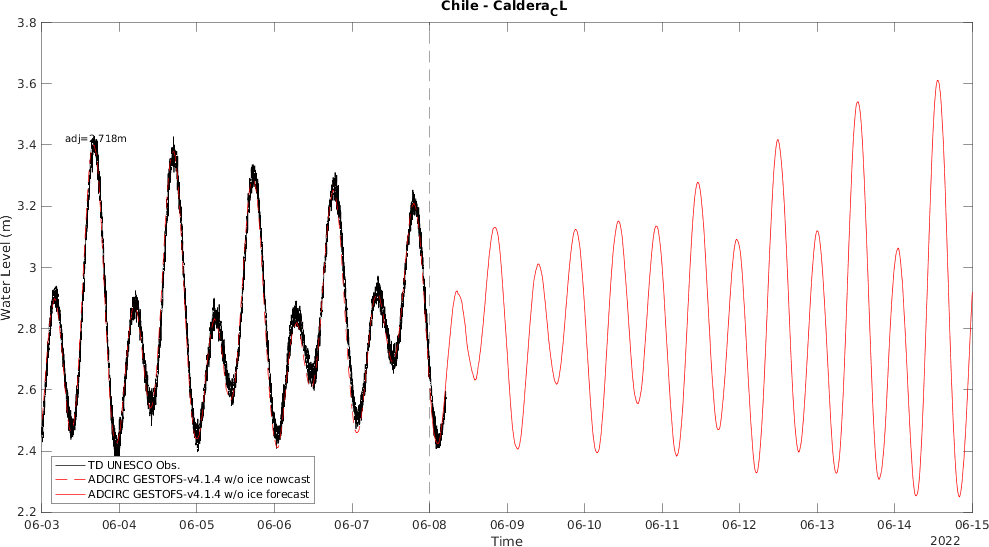 Chile - Caldera_CL
3.8
3.6
3.4
3.2
3
2.8
2.6
2.4
2.2
Water Level (m)
adj=2.718m
TD UNESCO Obs.
ADCIRC GESTOFS-v4.1.4 w/o ice nowcast
ADCIRC GESTOFS-v4.1.4 w/o ice forecast
06-03 06-04 06-05 06-06 06-07 06-08 06-09 06-10 06-11 06-12 06-13 06-14 06-15
Time
2022